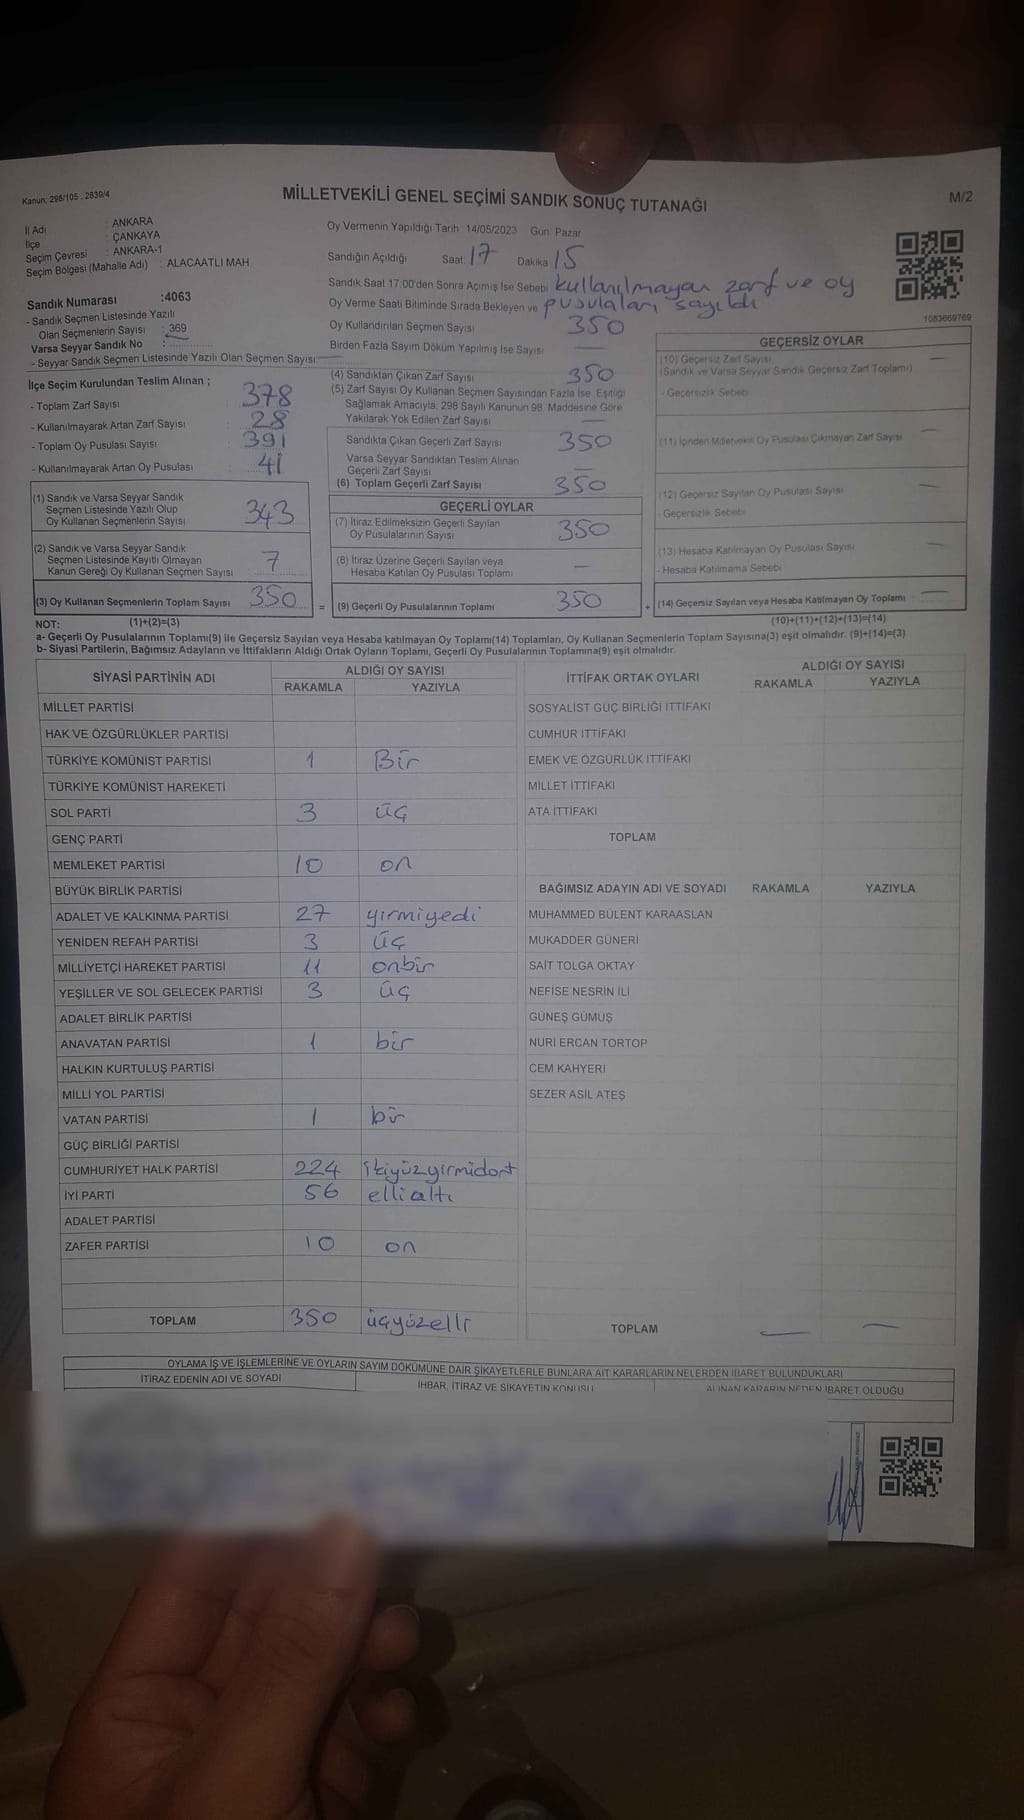 Kanun: 298/105 , 2839/4
MİLLETVEKİLİ GENEL SEÇİMİ SANDIK SONUÇ TUTANAĞI
M/2
İl Adı : ANKARA
İlçe : ÇANKAYA
Seçim Çevresi : ANKARA-1
Seçim Bölgesi (Mahalle Adı) : ALACAATLI MAH.
Sandık Numarası :4063
- Sandık Seçmen Listesinde Yazılı
Olan Seçmenlerin Sayısı : 369
Varsa Seyyar Sandık No :
- Seyyar Sandık Seçmen Listesinde Yazılı Olan Seçmen Sayısı: —
Oy Vermenin Yapıldığı Tarih : 14/05/2023 Gün: Pazar
Sandığın Açıldığı Saat: 17 Dakika 15
Sandık Saat 17.00'den Sonra Açımış İse Sebebi kullanılmayan zarf ve oy
Oy Verme Saati Bitiminde Sırada Bekleyen ve pusulaları sayıldı
Oy Kullandırılan Seçmen Sayısı 350
Birden Fazla Sayım Döküm Yapılmış İse Sayısı —
1083669769
İlçe Seçim Kurulundan Teslim Alınan ;
- Toplam Zarf Sayısı : 378
- Kullanılmayarak Artan Zarf Sayısı : 28
- Toplam Oy Pusulası Sayısı : 391
- Kullanılmayarak Artan Oy Pusulası : 41
(1) Sandık ve Varsa Seyyar Sandık
Seçmen Listesinde Yazılı Olup
Oy Kullanan Seçmenlerin Sayısı 343
(2) Sandık ve Varsa Seyyar Sandık
Seçmen Listesinde Kayıtlı Olmayan
Kanun Gereği Oy Kullanan Seçmen Sayısı 7
(3) Oy Kullanan Seçmenlerin Toplam Sayısı 350 =
(1)+(2)=(3)
(4) Sandıktan Çıkan Zarf Sayısı 350
(5) Zarf Sayısı Oy Kullanan Seçmen Sayısından Fazla İse, Eşitliği
Sağlamak Amacıyla, 298 Sayılı Kanunun 98. Maddesine Göre
Yakılarak Yok Edilen Zarf Sayısı —
Sandıkta Çıkan Geçerli Zarf Sayısı 350
Varsa Seyyar Sandıktan Teslim Alınan
Geçerli Zarf Sayısı —
(6) Toplam Geçerli Zarf Sayısı 350
GEÇERLİ OYLAR
(7) İtiraz Edilmeksizin Geçerli Sayılan
Oy Pusulalarının Sayısı 350
(8) İtiraz Üzerine Geçerli Sayılan veya
Hesaba Katılan Oy Pusulası Toplamı —
(9) Geçerli Oy Pusulalarının Toplamı 350 +
GEÇERSİZ OYLAR
(10) Geçersiz Zarf Sayısı —
(Sandık ve Varsa Seyyar Sandık Geçersiz Zarf Toplamı)
- Geçersizlik Sebebi
(11) İçinden Milletvekili Oy Pusulası Çıkmayan Zarf Sayısı —
(12) Geçersiz Sayılan Oy Pusulası Sayısı —
- Geçersizlik Sebebi
(13) Hesaba Katılmayan Oy Pusulası Sayısı —
- Hesaba Katılmama Sebebi
(14) Geçersiz Sayılan veya Hesaba Katılmayan Oy Toplamı —
(10)+(11)+(12)+(13)=(14)
NOT:
a- Geçerli Oy Pusulalarının Toplamı(9) ile Geçersiz Sayılan veya Hesaba katılmayan Oy Toplamı(14) Toplamları, Oy Kullanan Seçmenlerin Toplam Sayısına(3) eşit olmalıdır. (9)+(14)=(3)
b- Siyasi Partilerin, Bağımsız Adayların ve İttifakların Aldığı Ortak Oyların Toplamı, Geçerli Oy Pusulalarının Toplamına(9) eşit olmalıdır.
SİYASİ PARTİNİN ADI ALDIĞI OY SAYISI
RAKAMLA YAZIYLA
MİLLET PARTİSİ
HAK VE ÖZGÜRLÜKLER PARTİSİ
TÜRKİYE KOMÜNİST PARTİSİ 1 Bir
TÜRKİYE KOMÜNİST HAREKETİ
SOL PARTİ 3 üç
GENÇ PARTİ
MEMLEKET PARTİSİ 10 on
BÜYÜK BİRLİK PARTİSİ
ADALET VE KALKINMA PARTİSİ 27 yirmiyedi
YENİDEN REFAH PARTİSİ 3 üç
MİLLİYETÇİ HAREKET PARTİSİ 11 onbir
YEŞİLLER VE SOL GELECEK PARTİSİ 3 üç
ADALET BİRLİK PARTİSİ
ANAVATAN PARTİSİ 1 bir
HALKIN KURTULUŞ PARTİSİ
MİLLİ YOL PARTİSİ
VATAN PARTİSİ 1 bir
GÜÇ BİRLİĞİ PARTİSİ
CUMHURİYET HALK PARTİSİ 224 ikiyüzyirmidört
İYİ PARTİ 56 ellialtı
ADALET PARTİSİ
ZAFER PARTİSİ 10 on
TOPLAM 350 üçyüzelli
İTTİFAK ORTAK OYLARI ALDIĞI OY SAYISI
RAKAMLA YAZIYLA
SOSYALİST GÜÇ BİRLİĞİ İTTİFAKI
CUMHUR İTTİFAKI
EMEK VE ÖZGÜRLÜK İTTİFAKI
MİLLET İTTİFAKI
ATA İTTİFAKI
TOPLAM
BAĞIMSIZ ADAYIN ADI VE SOYADI RAKAMLA YAZIYLA
MUHAMMED BÜLENT KARAASLAN
MUKADDER GÜNERİ
SAİT TOLGA OKTAY
NEFİSE NESRİN İLİ
GÜNEŞ GÜMÜŞ
NURİ ERCAN TORTOP
CEM KAHYERİ
SEZER ASİL ATEŞ
TOPLAM — —
OYLAMA İŞ VE İŞLEMLERİNE VE OYLARIN SAYIM DÖKÜMÜNE DAİR ŞİKAYETLERLE BUNLARA AİT KARARLARIN NELERDEN İBARET BULUNDUKLARI
İTİRAZ EDENİN ADI VE SOYADI İHBAR, İTİRAZ VE ŞİKAYETİN KONUSU ALINAN KARARIN NEDEN İBARET OLDUĞU